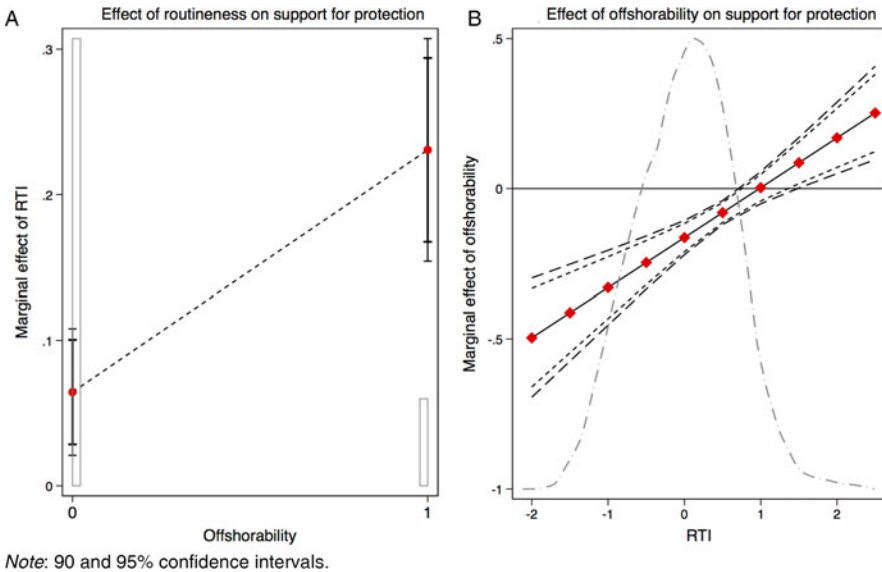 A
Effect of routineness on support for protection
Marginal effect of RTI
.3
.2
.1
0
0
1
Offshorability
B
Effect of offshorability on support for protection
Marginal effect of offshorability
.5
0
-.5
-1
-2
-1
0
1
2
RTI
Note: 90 and 95% confidence intervals.